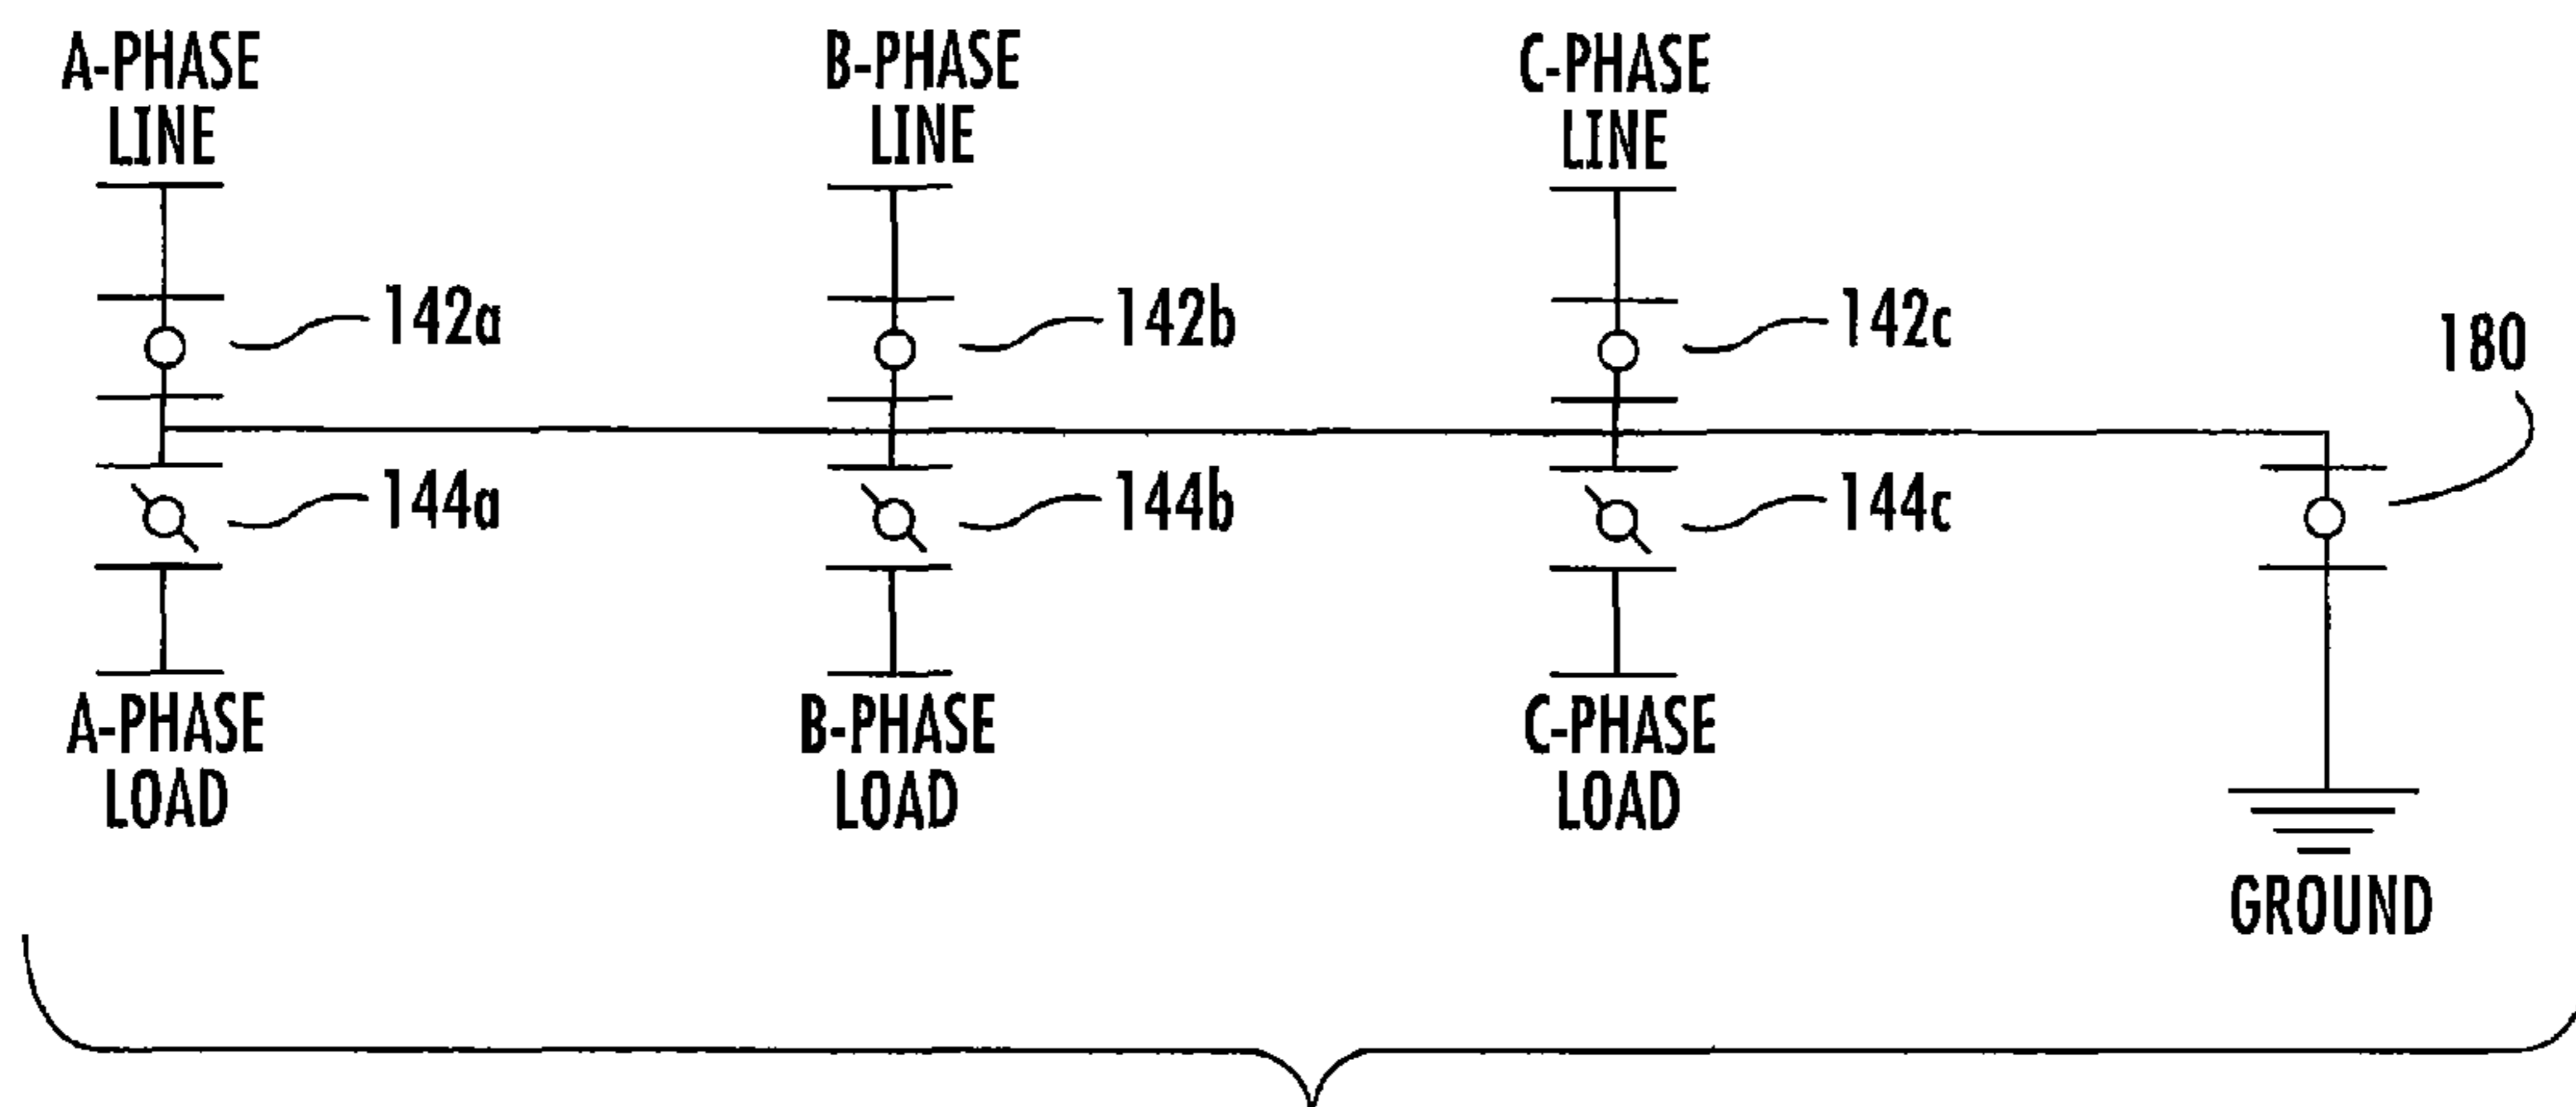 A-PHASE
LINE
B-PHASE
LINE
C-PHASE
LINE
142a
142b
142c
180
144a
144b
144c
A-PHASE
LOAD
B-PHASE
LOAD
C-PHASE
LOAD
GROUND